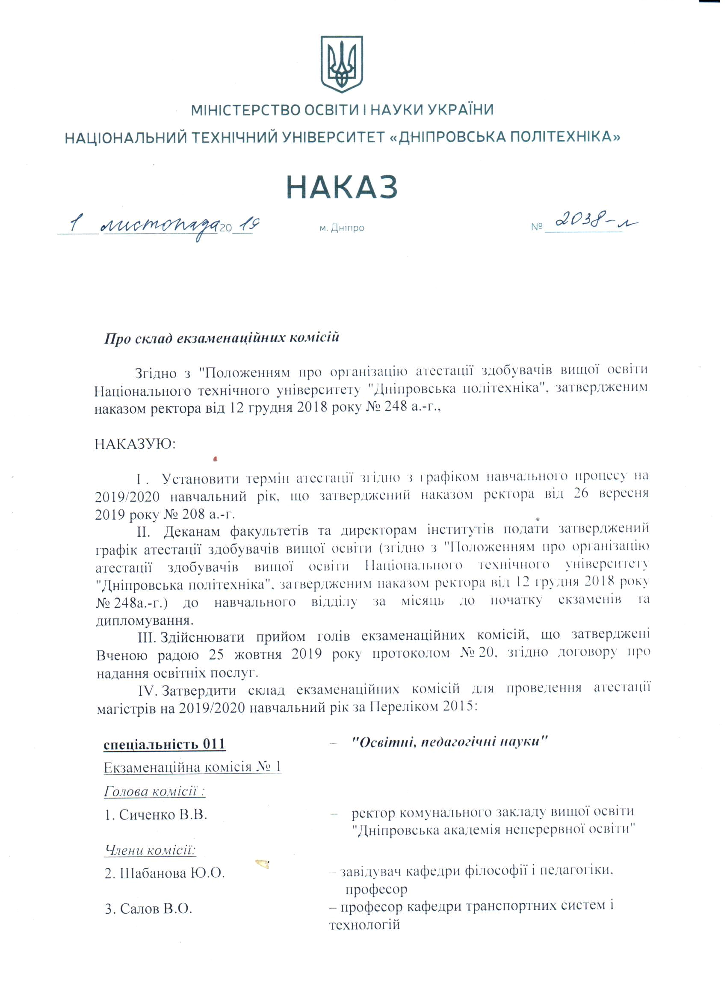 МІНІСТЕРСТВО ОСВІТИ І НАУКИ УКРАЇНИ
НАЦІОНАЛЬНИЙ ТЕХНІЧНИЙ УНІВЕРСИТЕТ «ДНІПРОВСЬКА ПОЛІТЕХНІКА»
НАКАЗ
1 листопада 2019 м. Дніпро № 2038-л
Про склад екзаменаційних комісій
Згідно з "Положенням про організацію атестації здобувачів вищої освіти
Національного технічного університету "Дніпровська політехніка", затвердженим
наказом ректора від 12 грудня 2018 року № 248 а.-г.,
НАКАЗУЮ:
І . Установити термін атестації згідно з графіком навчального процесу на
2019/2020 навчальний рік, що затверджений наказом ректора від 26 вересня
2019 року № 208 а.-г.
ІІ. Деканам факультетів та директорам інститутів подати затверджений
графік атестації здобувачів вищої освіти (згідно з "Положенням про організацію
атестації здобувачів вищої освіти Національного технічного університету
"Дніпровська політехніка", затвердженим наказом ректора від 12 грудня 2018 року
№ 248а.-г.) до навчального відділу за місяць до початку екзаменів та
дипломування.
ІІІ. Здійснювати прийом голів екзаменаційних комісій, що затверджені
Вченою радою 25 жовтня 2019 року протоколом № 20, згідно договору про
надання освітніх послуг.
IV. Затвердити склад екзаменаційних комісій для проведення атестації
магістрів на 2019/2020 навчальний рік за Переліком 2015:
спеціальність 011 – "Освітні, педагогічні науки"
Екзаменаційна комісія № 1
Голова комісії :
1. Сиченко В.В. – ректор комунального закладу вищої освіти
"Дніпровська академія неперервної освіти"
Члени комісії:
2. Шабанова Ю.О. – завідувач кафедри філософії і педагогіки,
професор
3. Салов В.О. – професор кафедри транспортних систем і
технологій